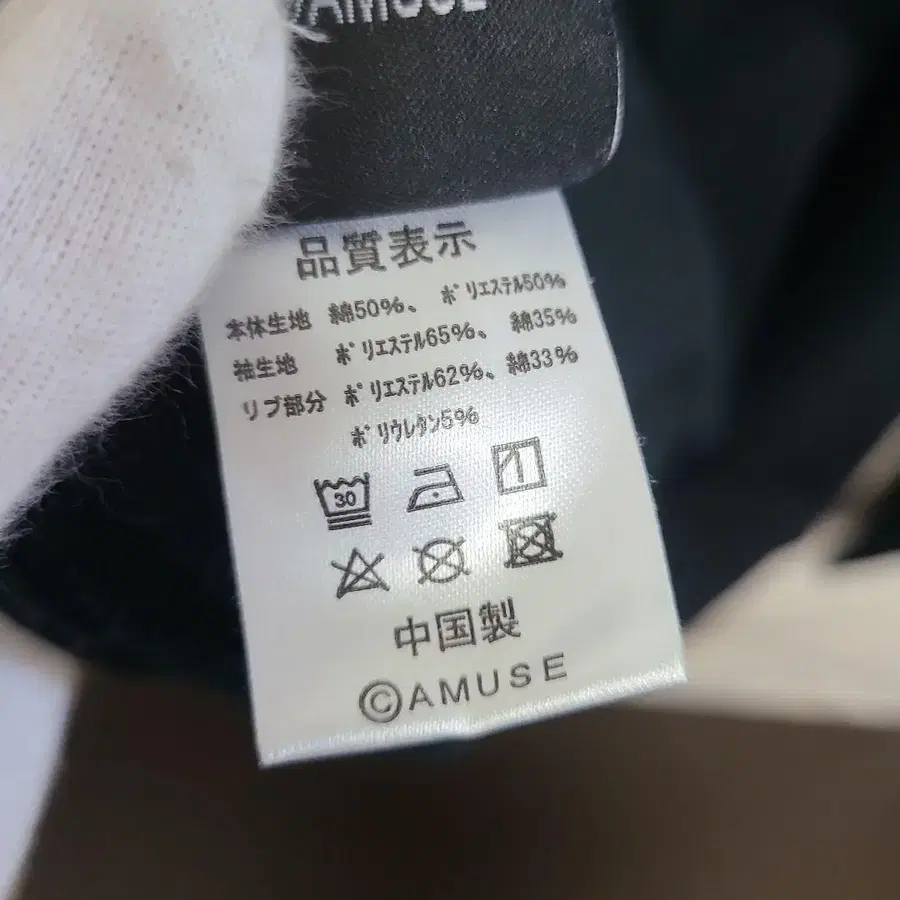 ©AMUSE
品質表示
本体生地 綿50%、ポリエステル50%
袖生地 ポリエステル65%、綿35%
リブ部分 ポリエステル62%、綿33%
ポリウレタン5%
30
中国製
©AMUSE